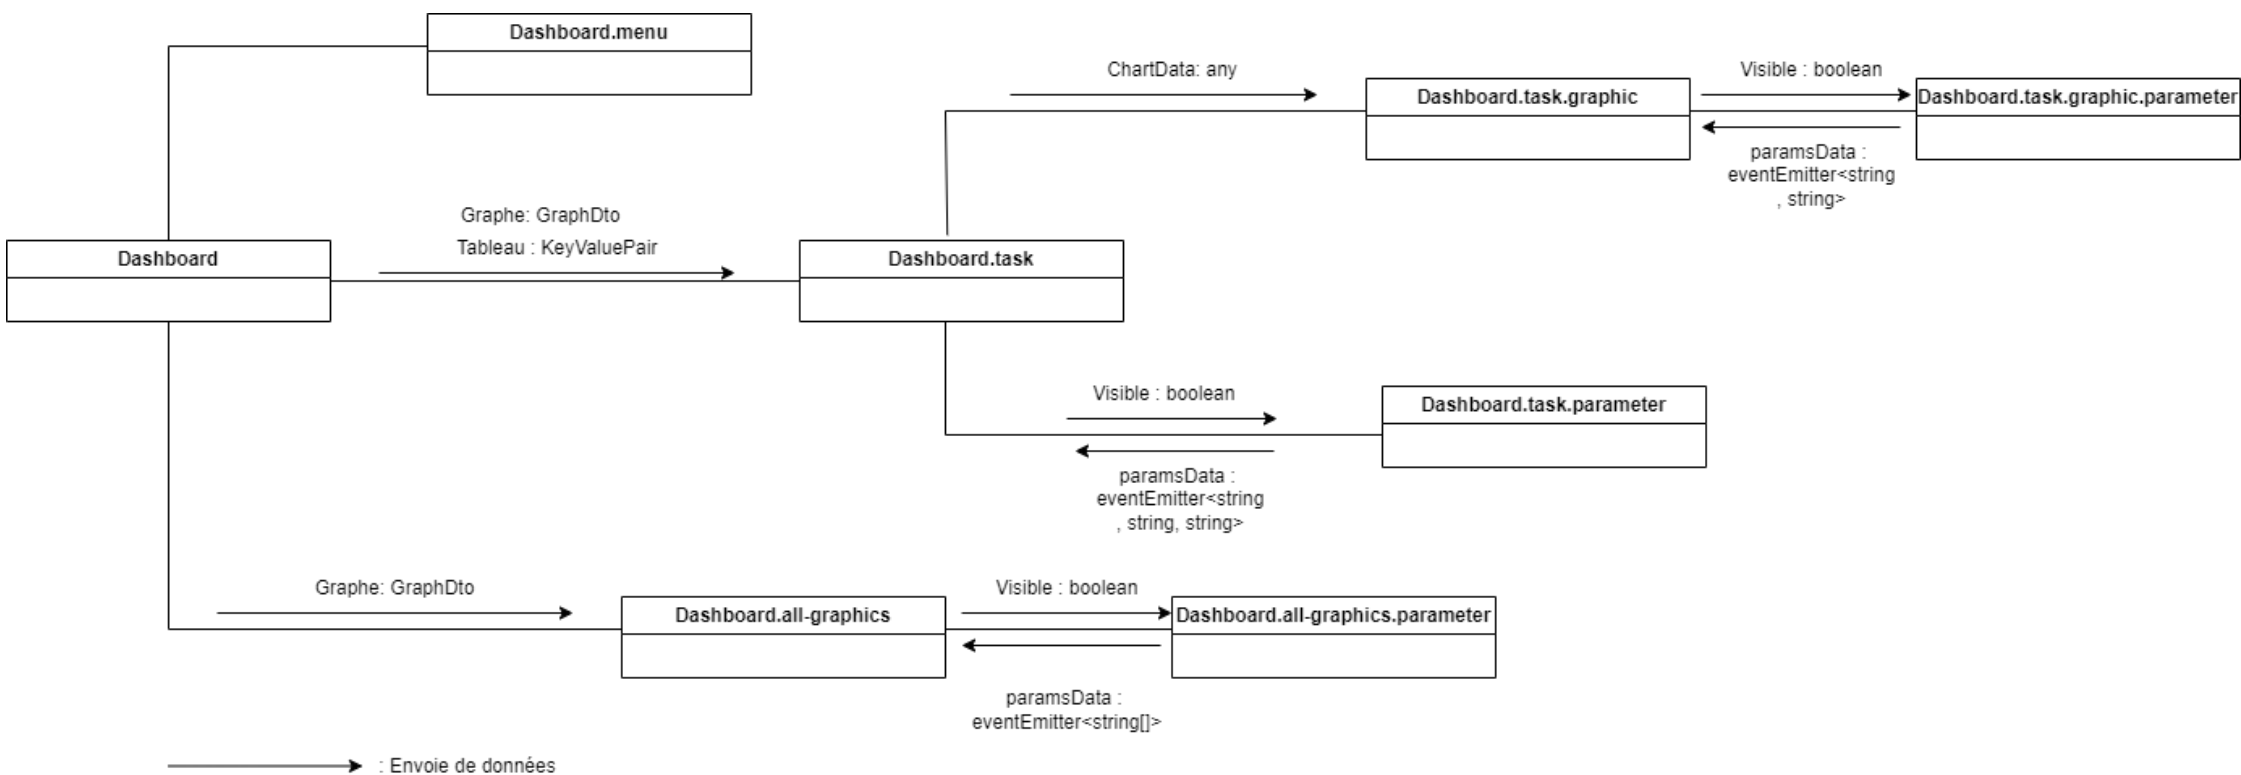 Dashboard.menu
ChartData: any
Visible : boolean
Dashboard.task.graphic
Dashboard.task.graphic.parameter
paramsData :
eventEmitter<string
, string>
Graphe: GraphDto
Tableau : KeyValuePair
Dashboard
Dashboard.task
Visible : boolean
Dashboard.task.parameter
paramsData :
eventEmitter<string
, string, string>
Graphe: GraphDto
Visible : boolean
Dashboard.all-graphics
Dashboard.all-graphics.parameter
paramsData :
eventEmitter<string[]>
: Envoie de données